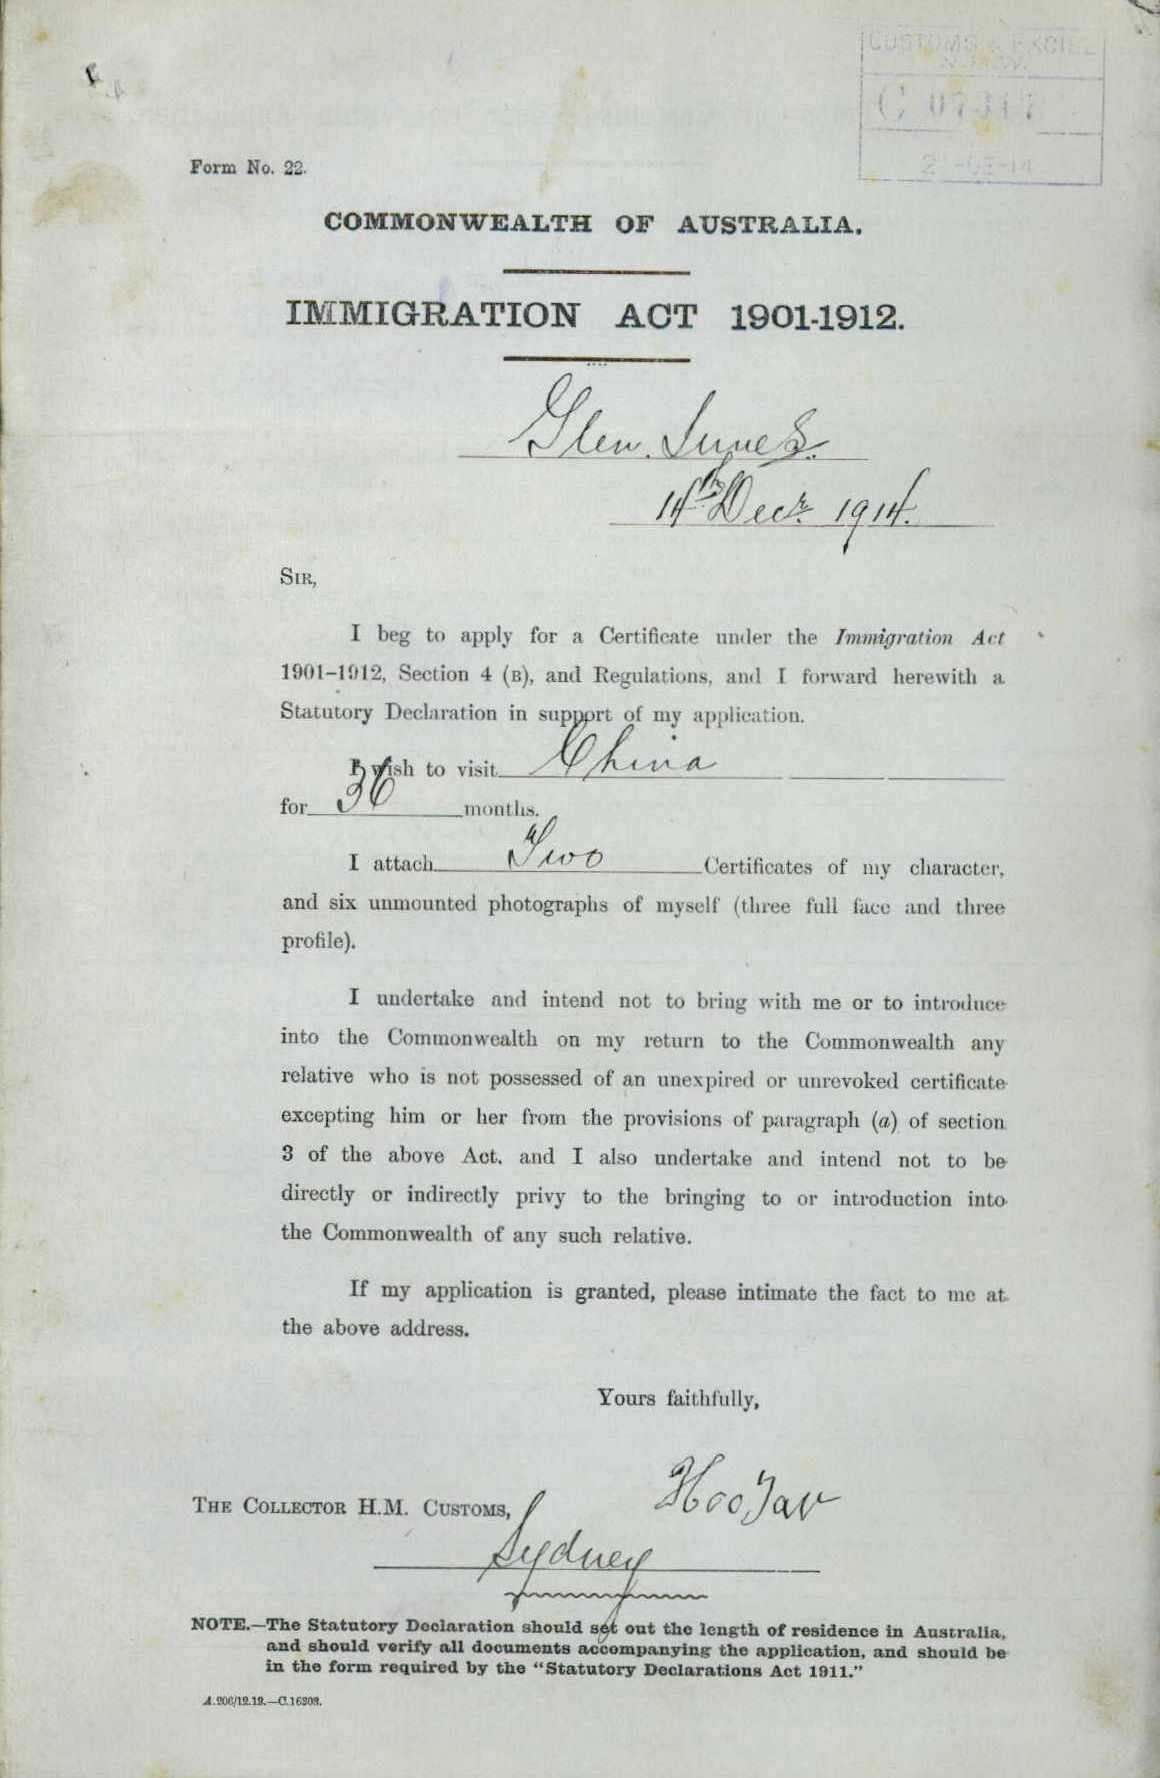 CUSTOMS & EXCISE
Form No. 22.
COMMONWEALTH OF AUSTRALIA.
IMMIGRATION ACT 1901-1912.
Glen Innes.
14th Decr. 1914.
SIR,
I beg to apply for a Certificate under the Immigration Act
1901–1912, Section 4 (B), and Regulations, and I forward herewith a
Statutory Declaration in support of my application.
I wish to visit China
for 36 months.
I attach Two Certificates of my character,
and six unmounted photographs of myself (three full face and three
profile).
I undertake and intend not to bring with me or to introduce
into the Commonwealth on my return to the Commonwealth any
relative who is not possessed of an unexpired or unrevoked certificate
excepting him or her from the provisions of paragraph (a) of section
3 of the above Act, and I also undertake and intend not to be
directly or indirectly privy to the bringing to or introduction into
the Commonwealth of any such relative.
If my application is granted, please intimate the fact to me at
the above address.
Yours faithfully,
Hoo Tav
THE COLLECTOR H.M. CUSTOMS,
Sydney
NOTE.—The Statutory Declaration should set out the length of residence in Australia,
and should verify all documents accompanying the application, and should be
in the form required by the “Statutory Declarations Act 1911.”